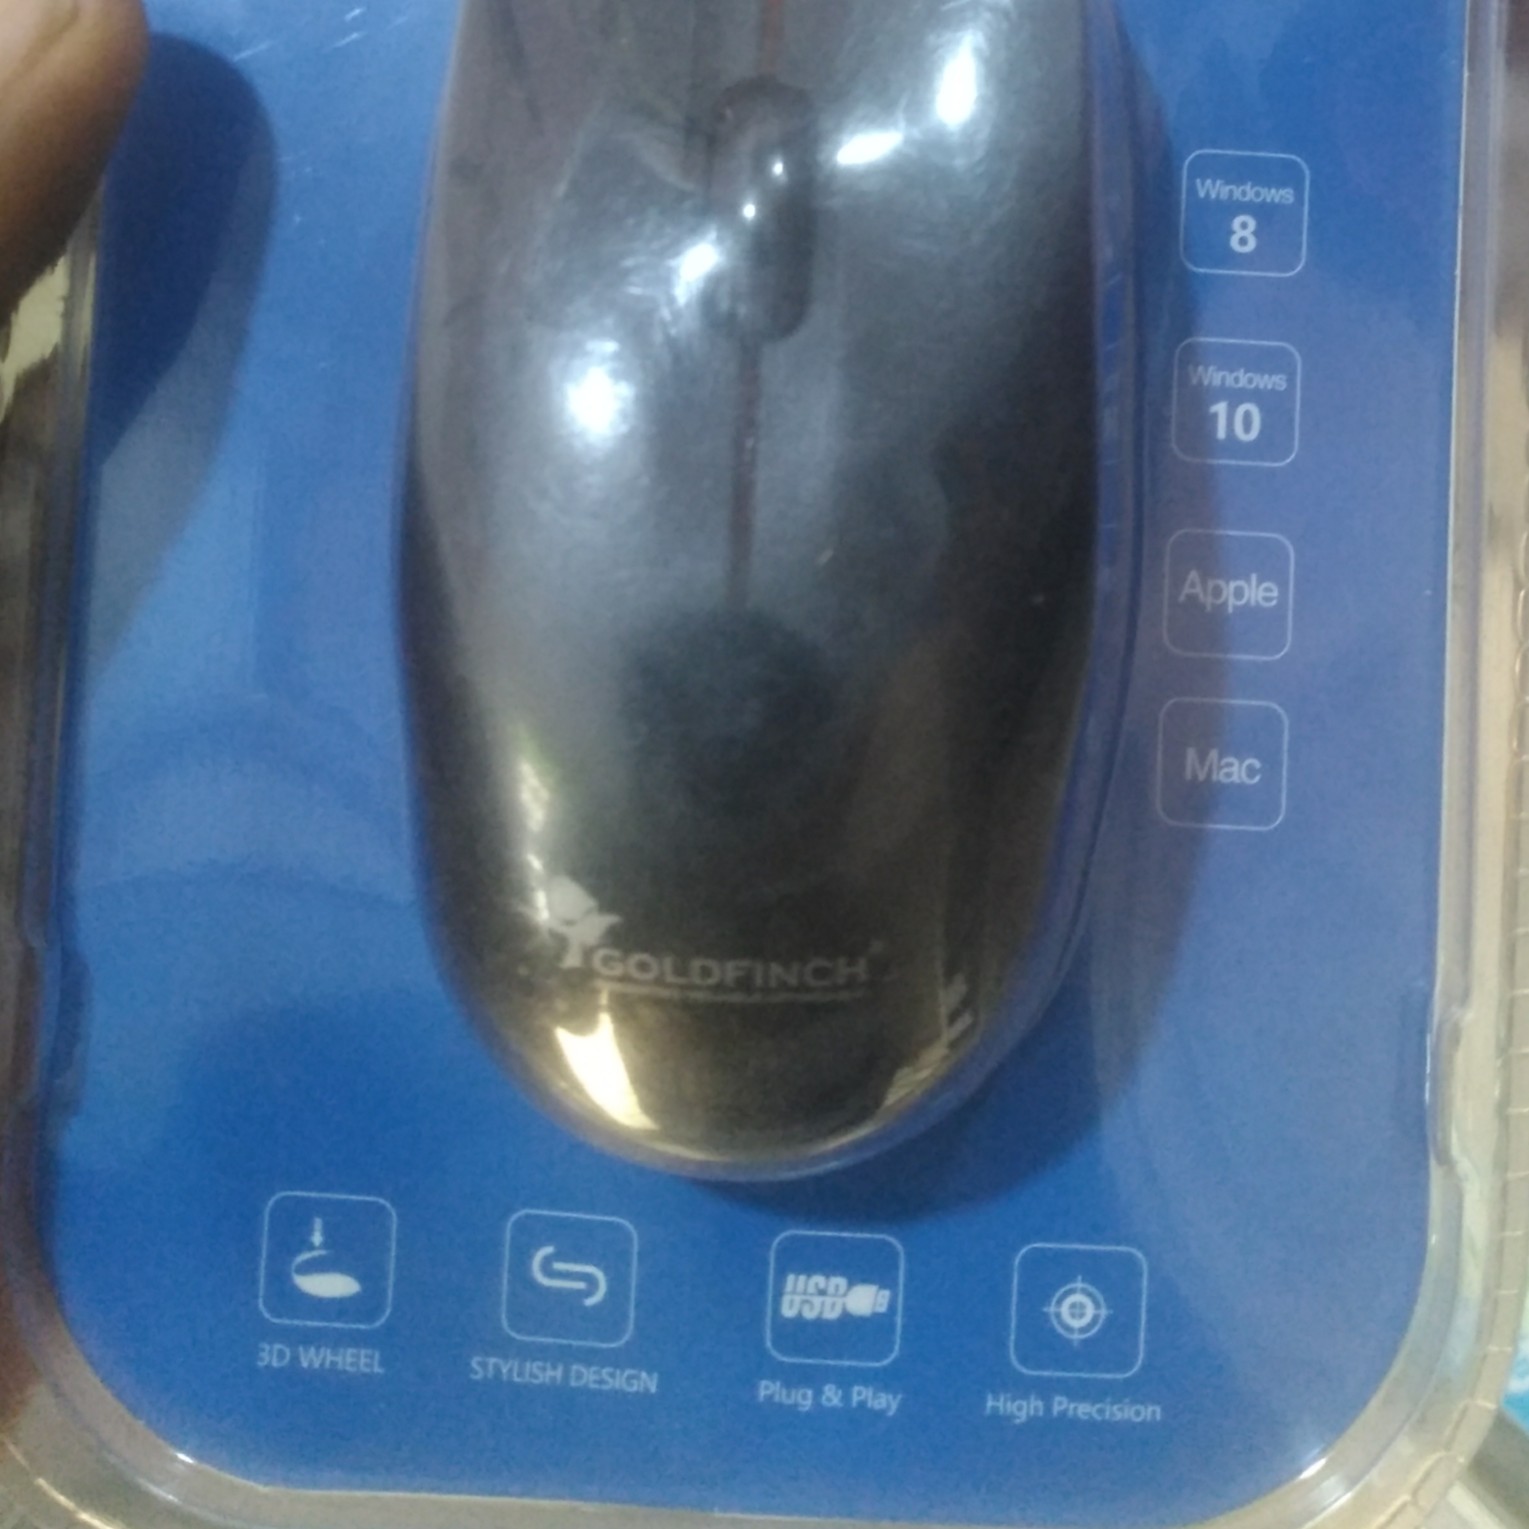 Windows
8
Windows
10
Apple
Mac
GOLDFINCH
USB
3D WHEEL
STYLISH DESIGN
Plug & Play
High Precision